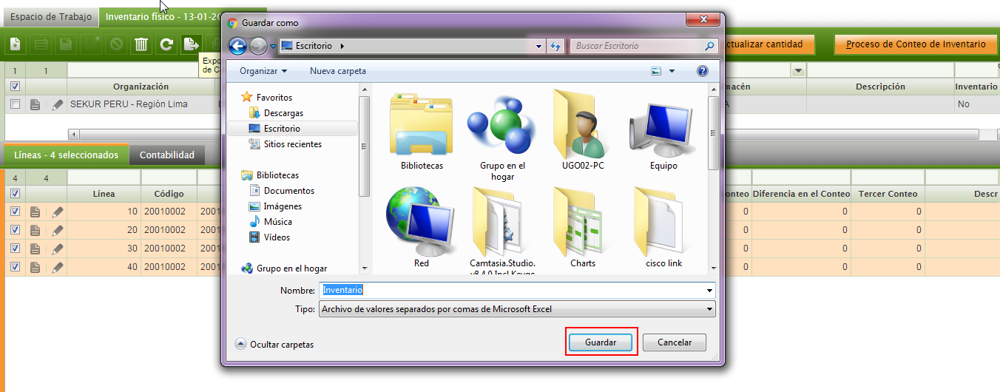 Espacio de Trabajo
Inventario físico - 13-01-20
Guardar como
Escritorio
Buscar Escritorio
ctualizar cantidad
Proceso de Conteo de Inventario
Expo
de C
Organizar
Nueva carpeta
1 1
Organización
macén
Descripción
Inventario
SEKUR PERU - Región Lima
A
No
Favoritos
Descargas
Escritorio
Sitios recientes
Bibliotecas
Documentos
Imágenes
Música
Vídeos
Grupo en el hogar
Bibliotecas
Grupo en el
hogar
UGO02-PC
Equipo
Red
Camtasia.Studio.
v8.4.0.Incl.Keyge
Charts
cisco link
Líneas - 4 seleccionados
Contabilidad
4 4
Línea
Código
onteo
Diferencia en el Conteo
Tercer Conteo
Descr
10 20010002 2001 0 0 0
20 20010002 2001 0 0 0
30 20010002 2001 0 0 0
40 20010002 2001 0 0 0
Nombre: Inventario
Tipo: Archivo de valores separados por comas de Microsoft Excel
Ocultar carpetas
Guardar
Cancelar